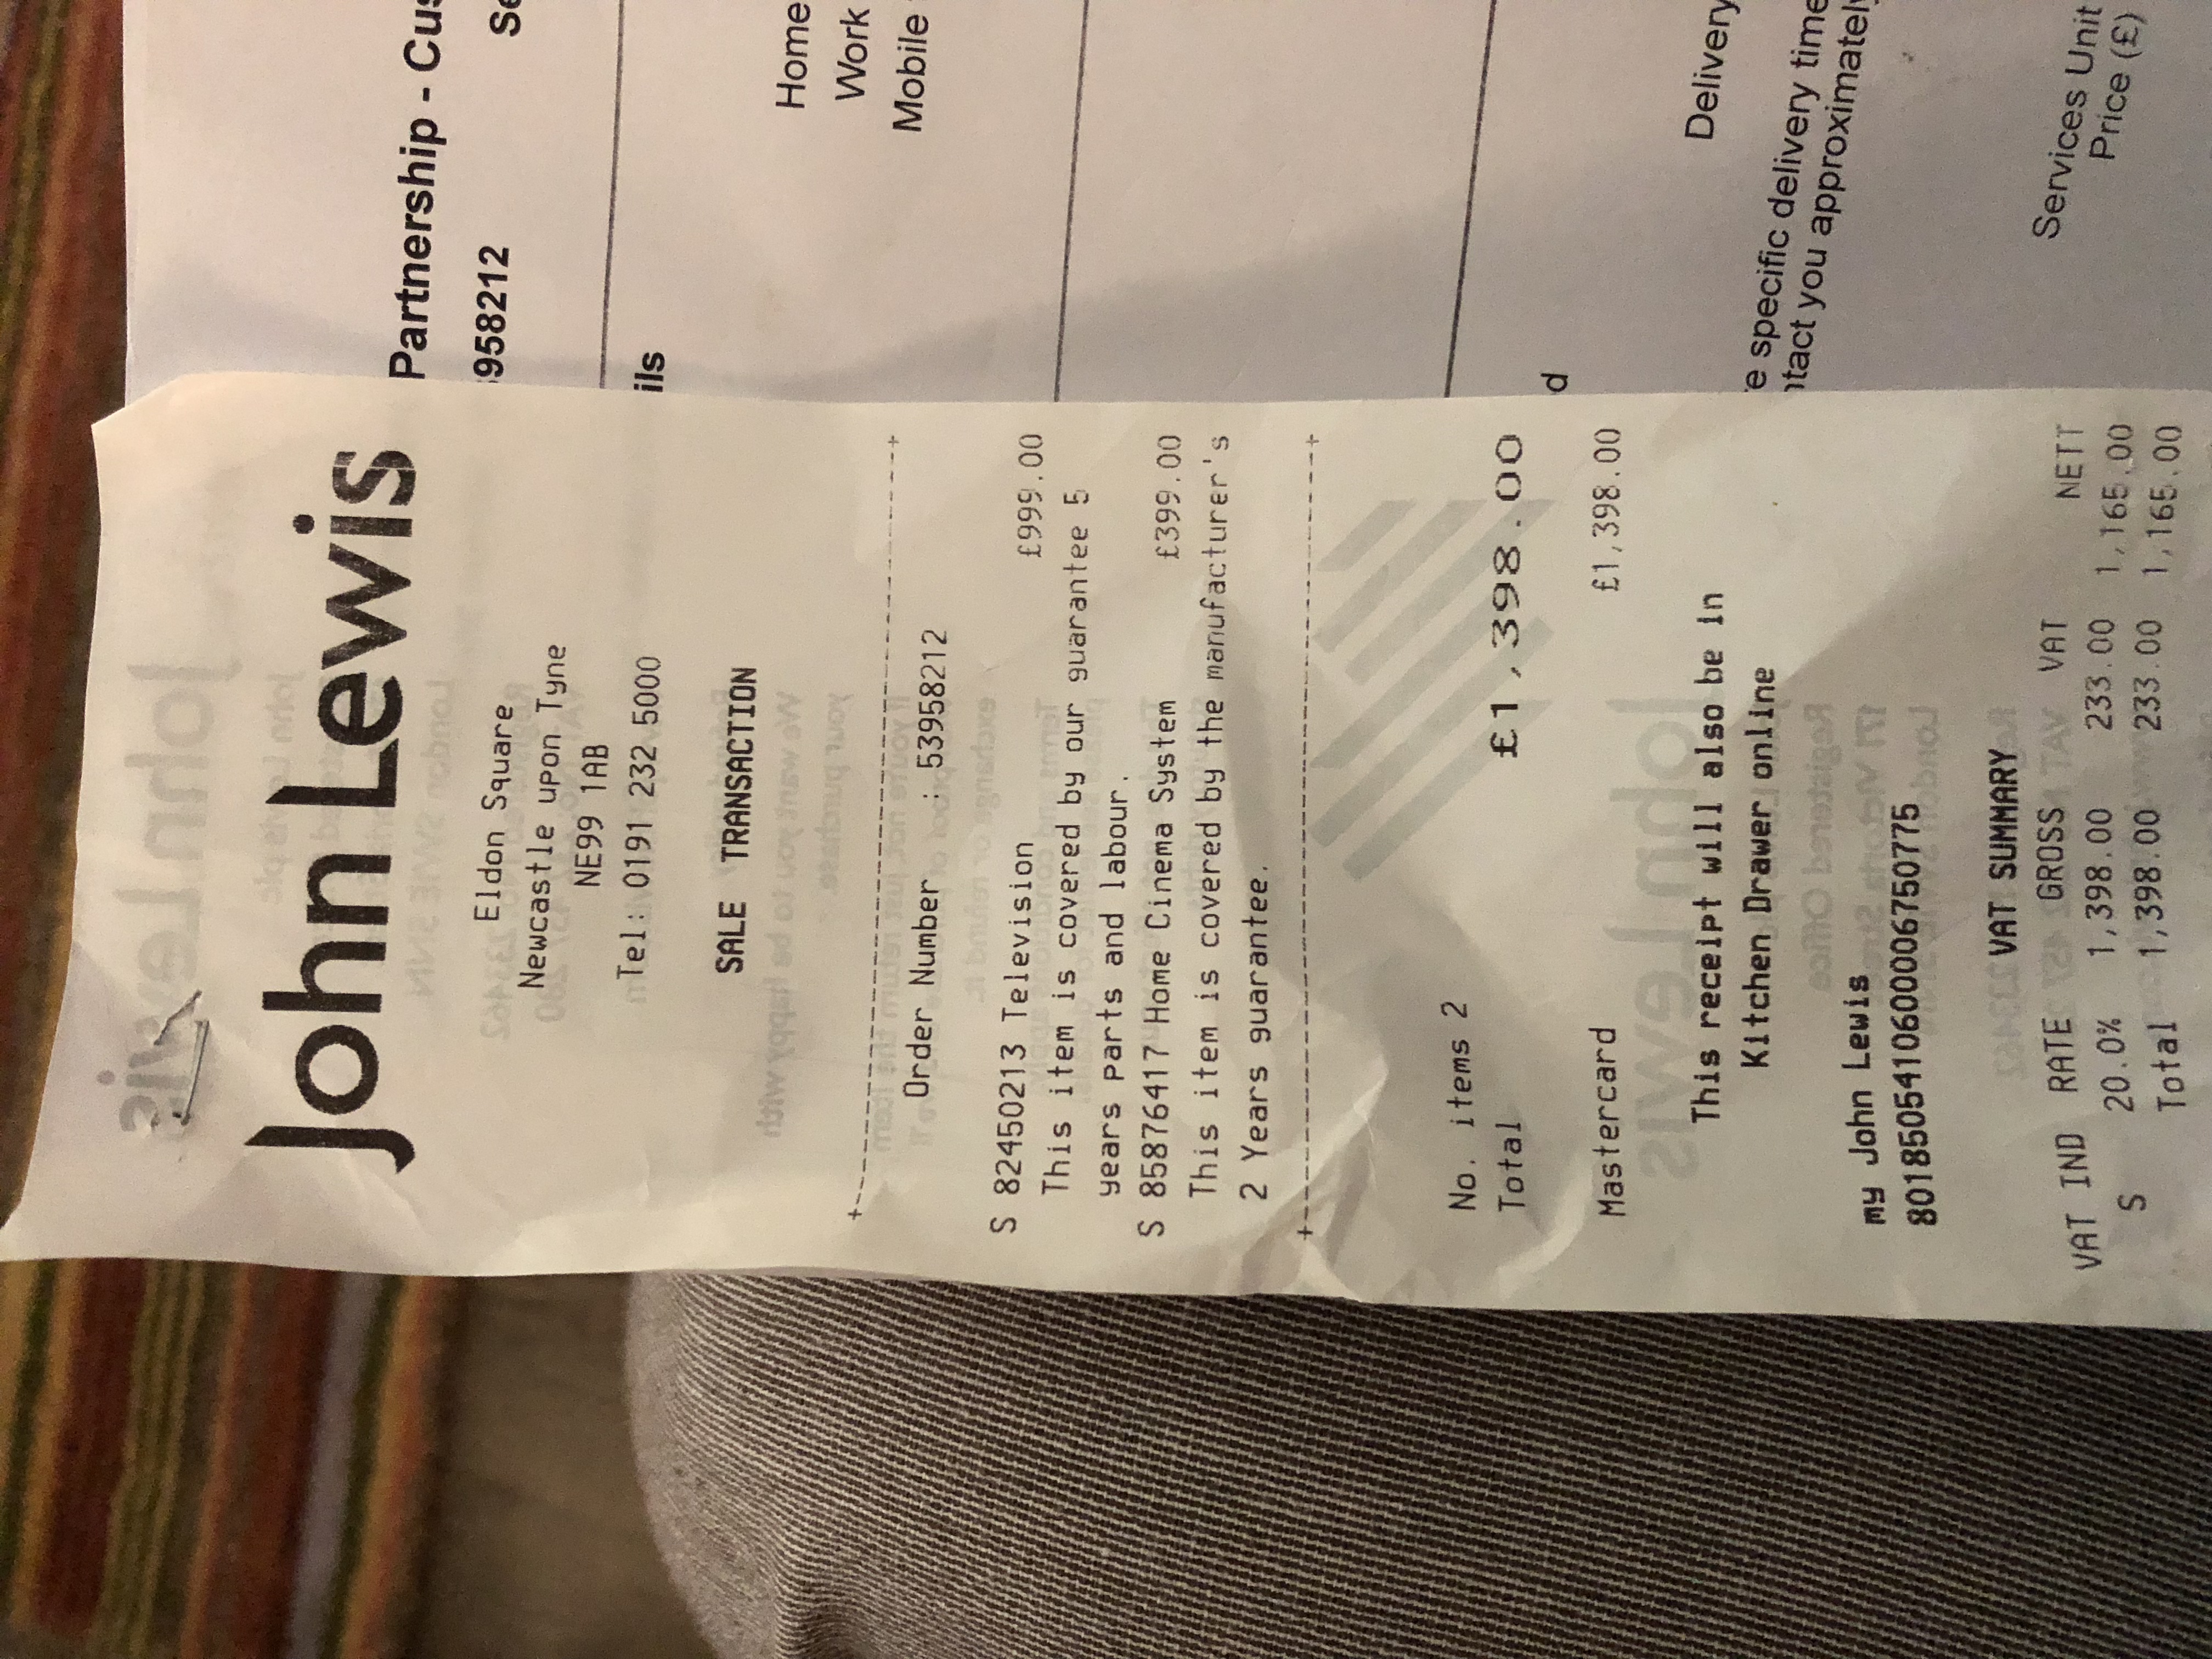 John Lewis
Eldon Square
Newcastle upon Tyne
NE99 1AB
Tel: 0191 232 5000
SALE TRANSACTION
+------------------------------------------+
Order Number : 53958212
S 82450213 Television £999.00
This item is covered by our guarantee 5
years parts and labour.
S 85876417 Home Cinema System £399.00
This item is covered by the manufacturer's
2 Years guarantee.
+------------------------------------------+
No. items 2
Total £1,398.00
Mastercard £1,398.00
This receipt will also be in
Kitchen Drawer online
my John Lewis
80185054106000006750775
VAT SUMMARY
VAT IND RATE GROSS VAT NETT
S 20.0% 1,398.00 233.00 1,165.00
Total 1,398.00 233.00 1,165.00
Partnership - Cus
958212 Se
ils
Home
Work
Mobile
d Delivery
e specific delivery time
ntact you approximately
Services Unit
Price (£)